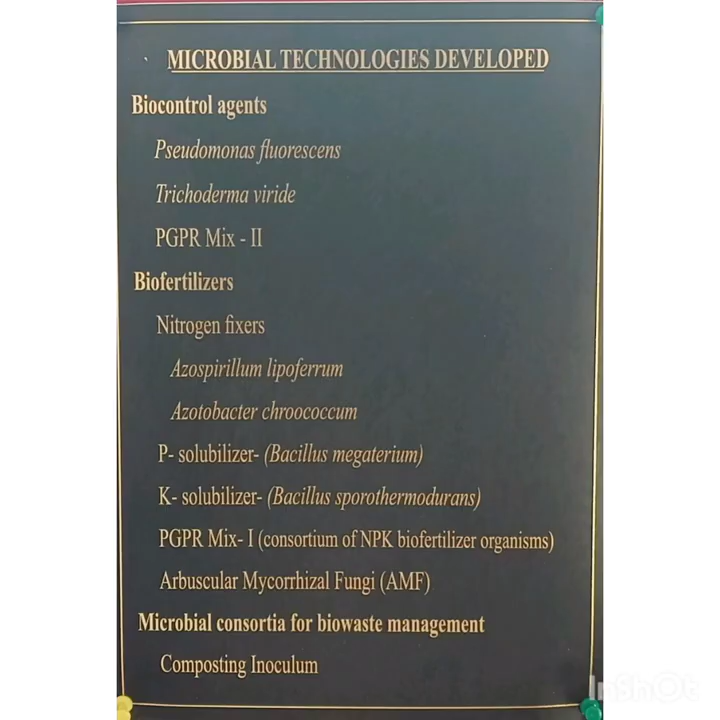 MICROBIAL TECHNOLOGIES DEVELOPED
Biocontrol agents
Pseudomonas fluorescens
Trichoderma viride
PGPR Mix - II
Biofertilizers
Nitrogen fixers
Azospirillum lipoferrum
Azotobacter chroococcum
P- solubilizer- (Bacillus megaterium)
K- solubilizer- (Bacillus sporothermodurans)
PGPR Mix- I (consortium of NPK biofertilizer organisms)
Arbuscular Mycorrhizal Fungi (AMF)
Microbial consortia for biowaste management
Composting Inoculum
InShOt